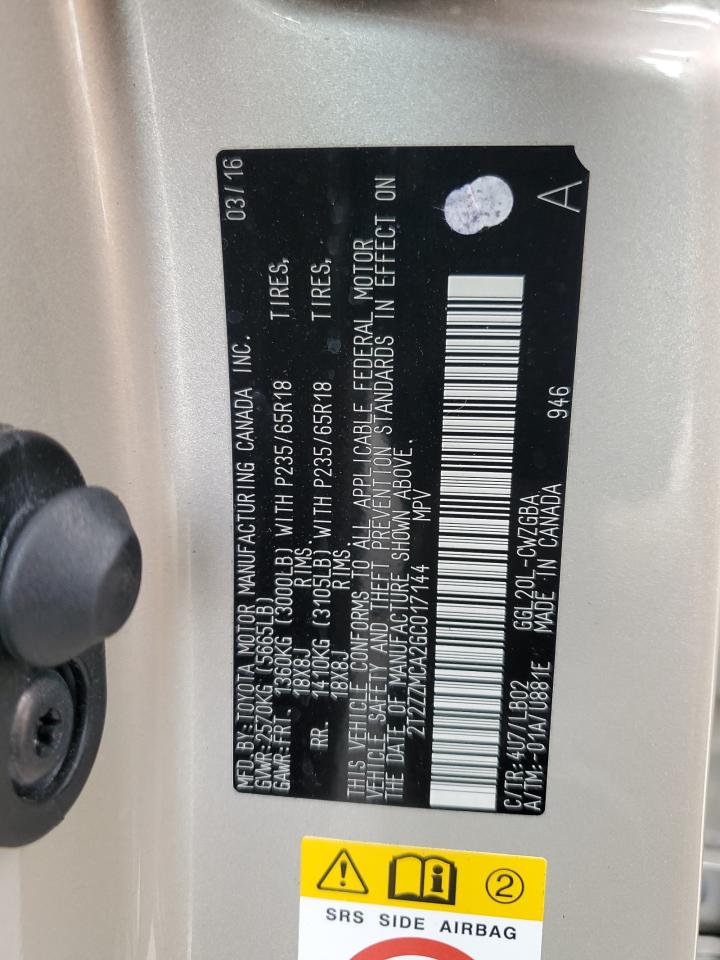 MFD. BY:TOYOTA MOTOR MANUFACTURING CANADA INC. 03/16
GVWR:2570KG (5665LB)
GAWR:FRT. 1360KG (3000LB) WITH P235/65R18 TIRES,
18X8J RIMS.
RR. 1410KG (3105LB) WITH P235/65R18 TIRES,
18X8J RIMS.
THIS VEHICLE CONFORMS TO ALL APPLICABLE FEDERAL MOTOR
VEHICLE SAFETY AND THEFT PREVENTION STANDARDS IN EFFECT ON
THE DATE OF MANUFACTURE SHOWN ABOVE.
2T2ZZMCA2GC017144 MPV
A
C/TR:4U7/LB02 GGL20L-CWZGBA 946
A/TM:-01A/U881E MADE IN CANADA
2
SRS SIDE AIRBAG